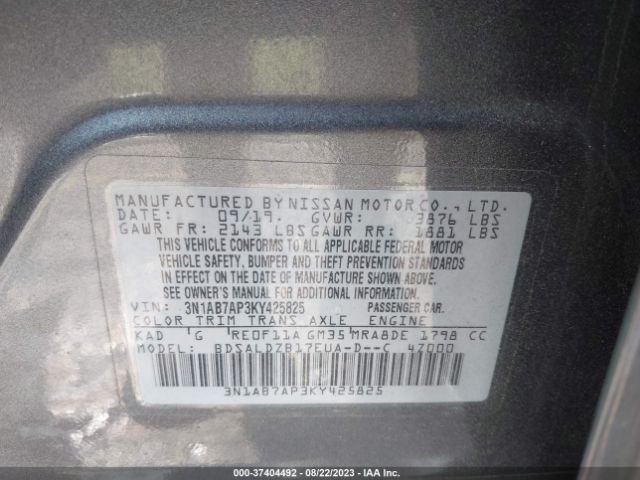 MANUFACTURED BY NISSAN MOTOR CO., LTD.
DATE: 09/19. GVWR: 3876 LBS
GAWR FR: 2143 LBS GAWR RR: 1881 LBS
THIS VEHICLE CONFORMS TO ALL APPLICABLE FEDERAL MOTOR
VEHICLE SAFETY, BUMPER, AND THEFT PREVENTION STANDARDS
IN EFFECT ON THE DATE OF MANUFACTURE SHOWN ABOVE.
SEE OWNER'S MANUAL FOR ADDITIONAL INFORMATION.
VIN: 3N1AB7AP3KY425825 PASSENGER CAR.
COLOR TRIM TRANS AXLE ENGINE
KAD G RE0F11A GM35 MRA8DE 1798 CC
MODEL: BDSALDZB17EUA-D--C 4Z000
3N1AB7AP3KY425825
000-37404492 - 08/22/2023 - IAA Inc.